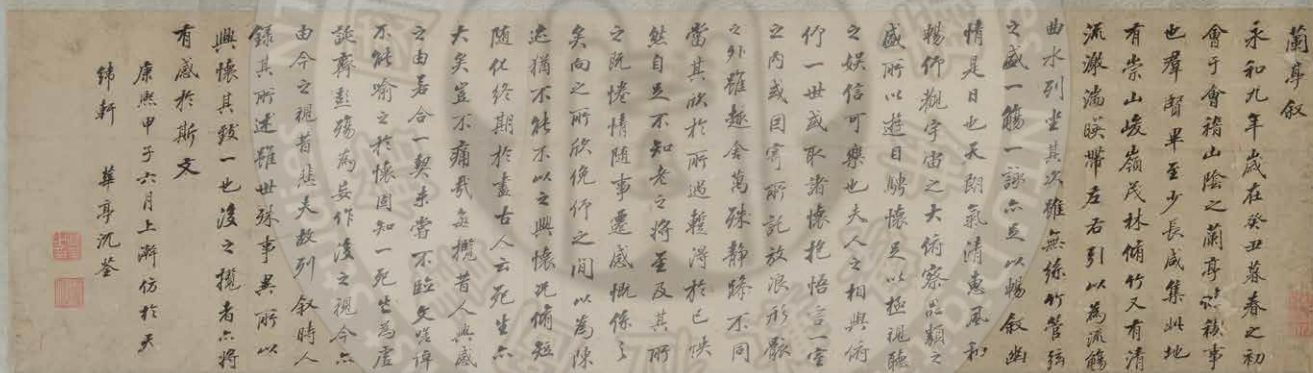 蘭亭叙
永和九年歲在癸丑暮春之初
會于會稽山陰之蘭亭脩稧事
也羣賢畢至少長咸集此地
有崇山峻嶺茂林脩竹又有清
流激湍暎帶左右引以為流觴
曲水列坐其次雖無絲竹管弦
之盛一觴一詠亦足以暢叙幽
情是日也天朗氣清惠風和
暢仰觀宇宙之大俯察品類之
盛所以遊目騁懷足以極視聽
之娛信可樂也夫人之相與俯
仰一世或取諸懷抱悟言一室
之內或因寄所託放浪形骸
之外雖趣舍萬殊静躁不同
當其欣於所遇暫得於己怏
然自足不知老之將至及其所
之既惓情隨事遷感慨係之
矣向之所欣俛仰之間以為陳
迹猶不能不以之興懷況脩短
随化終期於盡古人云死生亦
大矣豈不痛哉每攬昔人興感
之由若合一契未嘗不臨文嗟悼
不能喻之於懷固知一死生為虛
誕齊彭殤為妄作後之視今亦
由今之視昔悲夫故列叙時人
錄其所述雖世殊事異所以
興懷其致一也後之攬者亦將
有感於斯文
康熙甲子六月上澣仿於天
緯軒 華亭沈荃